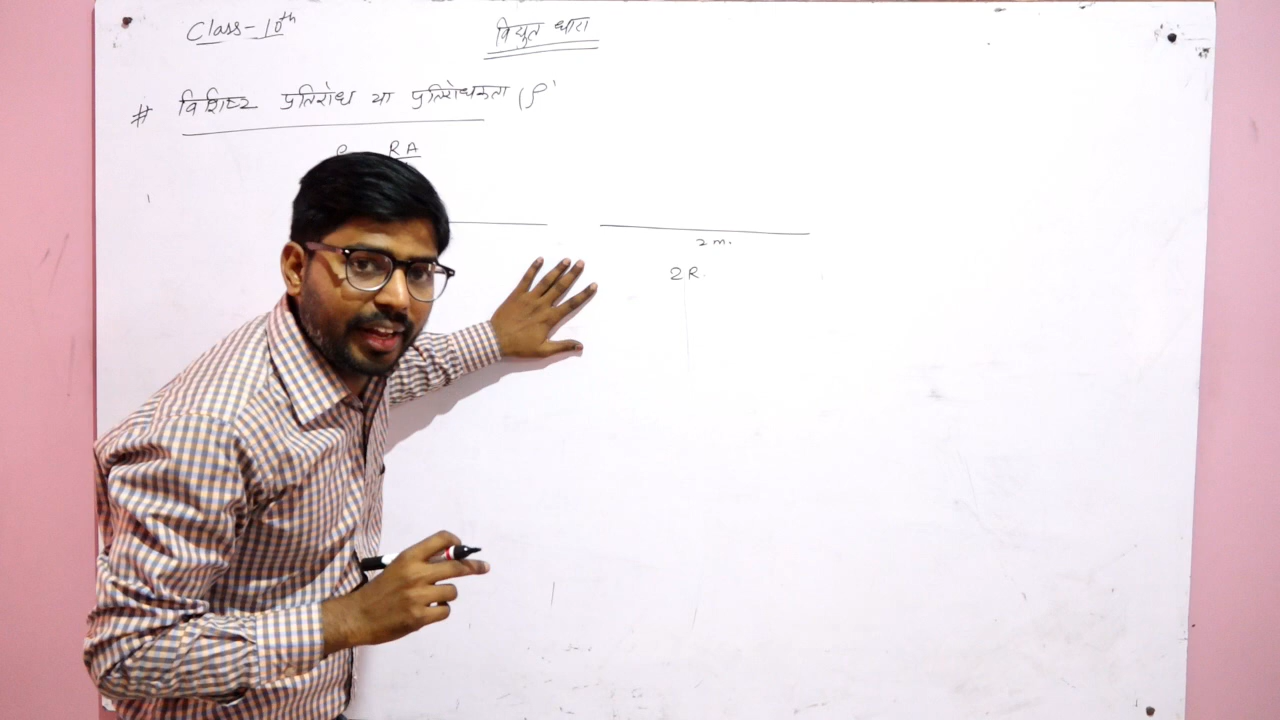 Class-10th
विद्युत धारा
# विशिष्ट प्रतिरोध या प्रतिरोधकता (ρ
ρ RA
2 m.
2R.